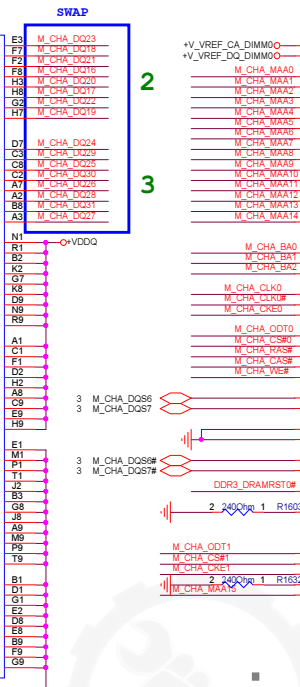 SWAP
E3 M_CHA_DQ23
F7 M_CHA_DQ18
F2 M_CHA_DQ21
F8 M_CHA_DQ16
H3 M_CHA_DQ20
H8 M_CHA_DQ17
G2 M_CHA_DQ22
H7 M_CHA_DQ19
2
D7 M_CHA_DQ24
C3 M_CHA_DQ29
C8 M_CHA_DQ25
C2 M_CHA_DQ30
A7 M_CHA_DQ26
A2 M_CHA_DQ28
B8 M_CHA_DQ31
A3 M_CHA_DQ27
3
N1
R1 +VDDQ
B2
K2
G7
K8
D9
N9
R9
A1
C1
F1
D2
H2
A8
C9
E9
H9
E1
M1
P1
T1
J2
B3
G8
J8
A9
M9
P9
T9
B1
D1
G1
E2
D8
E8
B9
F9
G9
+V_VREF_CA_DIMM0
+V_VREF_DQ_DIMM0
M_CHA_MAA0
M_CHA_MAA1
M_CHA_MAA2
M_CHA_MAA3
M_CHA_MAA4
M_CHA_MAA5
M_CHA_MAA6
M_CHA_MAA7
M_CHA_MAA8
M_CHA_MAA9
M_CHA_MAA10
M_CHA_MAA11
M_CHA_MAA12
M_CHA_MAA13
M_CHA_MAA14
M_CHA_BA0
M_CHA_BA1
M_CHA_BA2
M_CHA_CLK0
M_CHA_CLK0#
M_CHA_CKE0
M_CHA_ODT0
M_CHA_CS#0
M_CHA_RAS#
M_CHA_CAS#
M_CHA_WE#
3 M_CHA_DQS6
3 M_CHA_DQS7
3 M_CHA_DQS6#
3 M_CHA_DQS7#
DDR3_DRAMRST0#
2 240Ohm 1 R1603
M_CHA_ODT1
M_CHA_CS#1
M_CHA_CKE1
2 240Ohm 1 R1632
M_CHA_MAA15